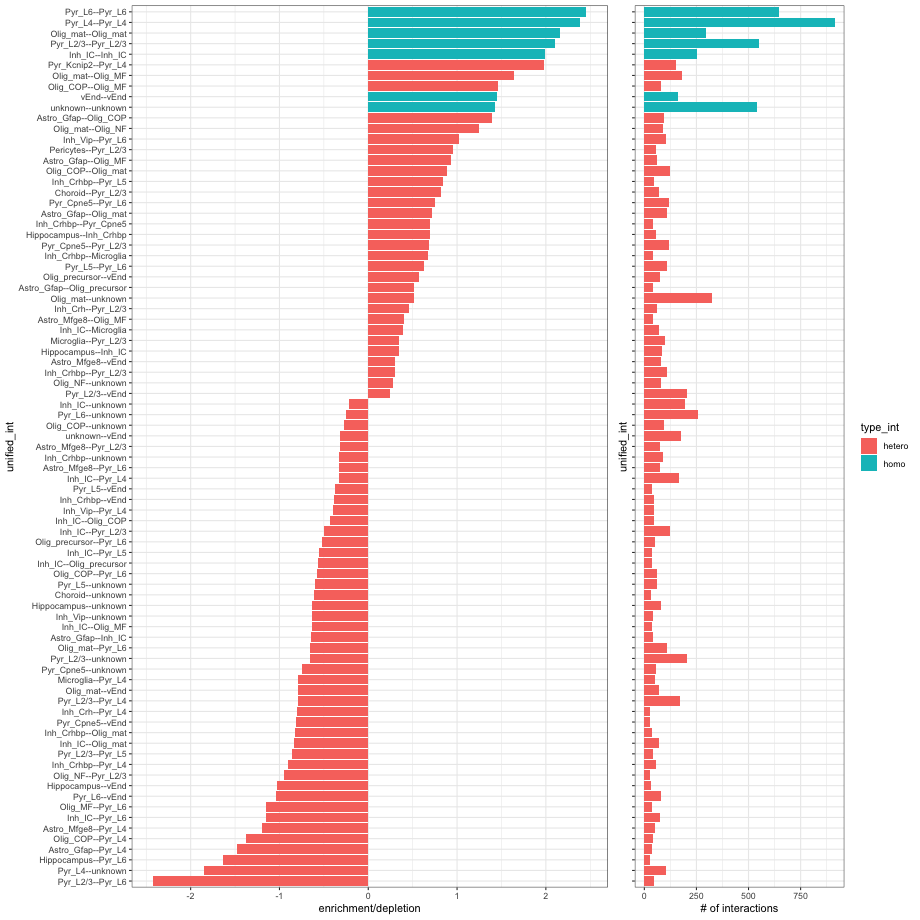 Pyr_L6--Pyr_L6
Pyr_L4--Pyr_L4
Olig_mat--Olig_mat
Pyr_L2/3--Pyr_L2/3
Inh_IC--Inh_IC
Pyr_Kcnip2--Pyr_L4
Olig_mat--Olig_MF
Olig_COP--Olig_MF
vEnd--vEnd
unknown--unknown
Astro_Gfap--Olig_COP
Olig_mat--Olig_NF
Inh_Vip--Pyr_L6
Pericytes--Pyr_L2/3
Astro_Gfap--Olig_MF
Olig_COP--Olig_mat
Inh_Crhbp--Pyr_L5
Choroid--Pyr_L2/3
Pyr_Cpne5--Pyr_L6
Astro_Gfap--Olig_mat
Inh_Crhbp--Pyr_Cpne5
Hippocampus--Inh_Crhbp
Pyr_Cpne5--Pyr_L2/3
Inh_Crhbp--Microglia
Pyr_L5--Pyr_L6
Olig_precursor--vEnd
Astro_Gfap--Olig_precursor
Olig_mat--unknown
Inh_Crh--Pyr_L2/3
Astro_Mfge8--Olig_MF
Inh_IC--Microglia
Microglia--Pyr_L2/3
Hippocampus--Inh_IC
Astro_Mfge8--vEnd
Inh_Crhbp--Pyr_L2/3
Olig_NF--unknown
Pyr_L2/3--vEnd
Inh_IC--unknown
Pyr_L6--unknown
Olig_COP--unknown
unknown--vEnd
Astro_Mfge8--Pyr_L2/3
Inh_Crhbp--unknown
Astro_Mfge8--Pyr_L6
Inh_IC--Pyr_L4
Pyr_L5--vEnd
Inh_Crhbp--vEnd
Inh_Vip--Pyr_L4
Inh_IC--Olig_COP
Inh_IC--Pyr_L2/3
Olig_precursor--Pyr_L6
Inh_IC--Pyr_L5
Inh_IC--Olig_precursor
Olig_COP--Pyr_L6
Pyr_L5--unknown
Choroid--unknown
Hippocampus--unknown
Inh_Vip--unknown
Inh_IC--Olig_MF
Astro_Gfap--Inh_IC
Olig_mat--Pyr_L6
Pyr_L2/3--unknown
Pyr_Cpne5--unknown
Microglia--Pyr_L4
Olig_mat--vEnd
Pyr_L2/3--Pyr_L4
Inh_Crh--Pyr_L4
Pyr_Cpne5--vEnd
Inh_Crhbp--Olig_mat
Inh_IC--Olig_mat
Pyr_L2/3--Pyr_L5
Inh_Crhbp--Pyr_L4
Olig_NF--Pyr_L2/3
Hippocampus--vEnd
Pyr_L6--vEnd
Olig_MF--Pyr_L6
Inh_IC--Pyr_L6
Astro_Mfge8--Pyr_L4
Olig_COP--Pyr_L4
Astro_Gfap--Pyr_L4
Hippocampus--Pyr_L6
Pyr_L4--unknown
Pyr_L2/3--Pyr_L6
unified_int
-2 -1 0 1 2
enrichment/depletion
unified_int
0 250 500 750
# of interactions
type_int
hetero
homo